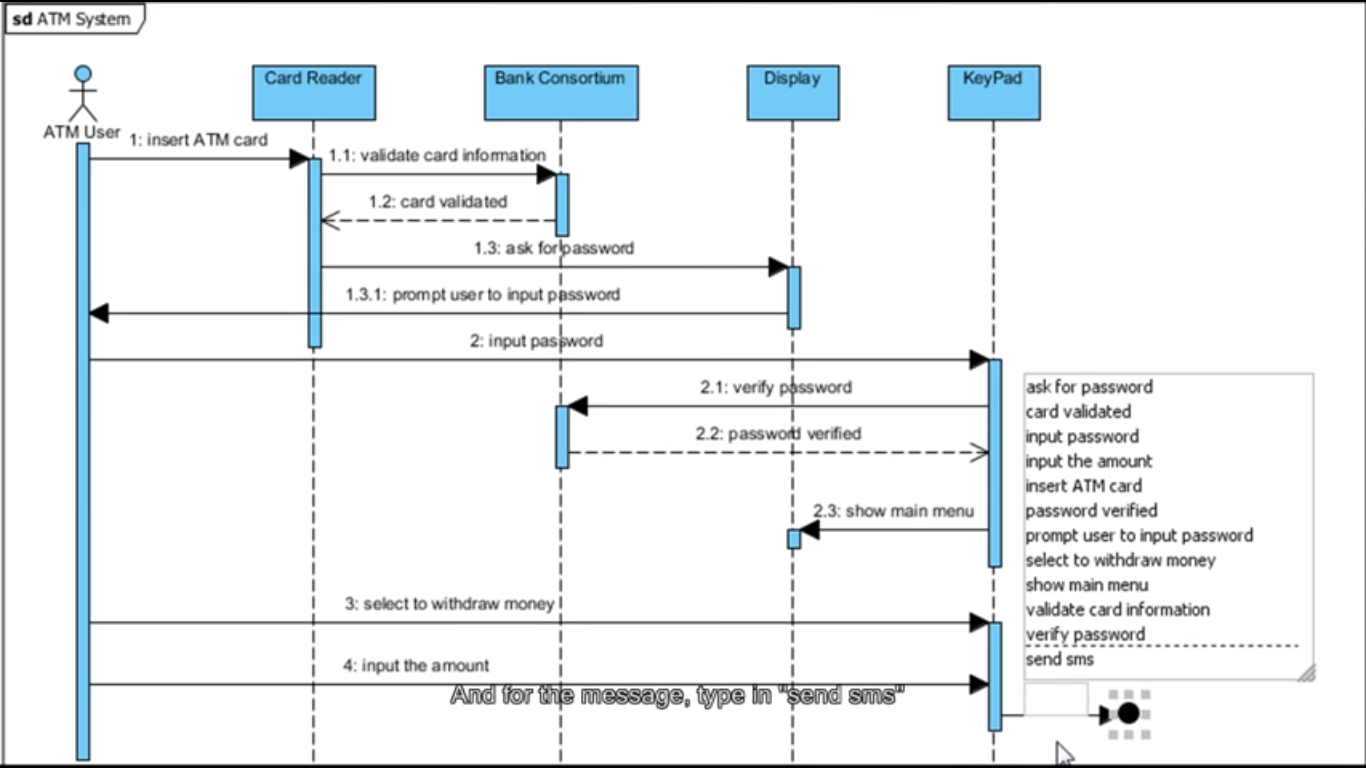 sd ATM System
Card Reader
Bank Consortium
Display
KeyPad
ATM User
1: insert ATM card
1.1: validate card information
1.2: card validated
1.3: ask for password
1.3.1: prompt user to input password
2: input password
2.1: verify password
2.2: password verified
2.3: show main menu
3: select to withdraw money
4: input the amount
ask for password
card validated
input password
input the amount
insert ATM card
password verified
prompt user to input password
select to withdraw money
show main menu
validate card information
verify password
send sms
And for the message, type in "send sms"